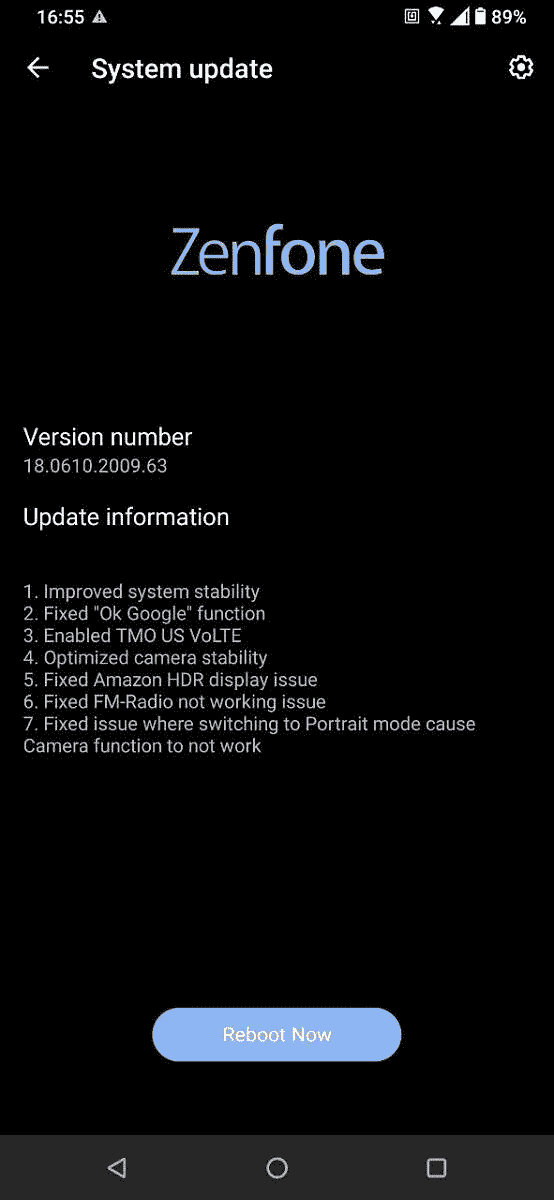 16:55 89%
System update
Zenfone
Version number
18.0610.2009.63
Update information
1. Improved system stability
2. Fixed "Ok Google" function
3. Enabled TMO US VoLTE
4. Optimized camera stability
5. Fixed Amazon HDR display issue
6. Fixed FM-Radio not working issue
7. Fixed issue where switching to Portrait mode cause
Camera function to not work
Reboot Now